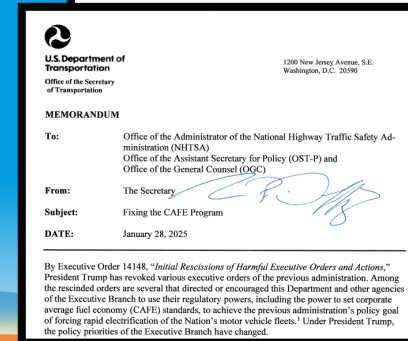 U.S. Department of
Transportation
Office of the Secretary
of Transportation
1200 New Jersey Avenue, S.E.
Washington, D.C. 20590
MEMORANDUM
To: Office of the Administrator of the National Highway Traffic Safety Ad-
ministration (NHTSA)
Office of the Assistant Secretary for Policy (OST-P) and
Office of the General Counsel (OGC)
From: The Secretary
Subject: Fixing the CAFE Program
DATE: January 28, 2025
By Executive Order 14148, “Initial Rescissions of Harmful Executive Orders and Actions,”
President Trump has revoked various executive orders of the previous administration. Among
the rescinded orders are several that directed or encouraged this Department and other agencies
of the Executive Branch to use their regulatory powers, including the power to set corporate
average fuel economy (CAFE) standards, to achieve the previous administration’s policy goal
of forcing rapid electrification of the Nation’s motor vehicle fleets.1 Under President Trump,
the policy priorities of the Executive Branch have changed.